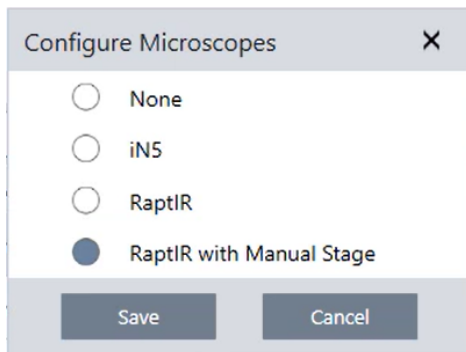 Configure Microscopes
None
iN5
RaptIR
RaptIR with Manual Stage
Save Cancel